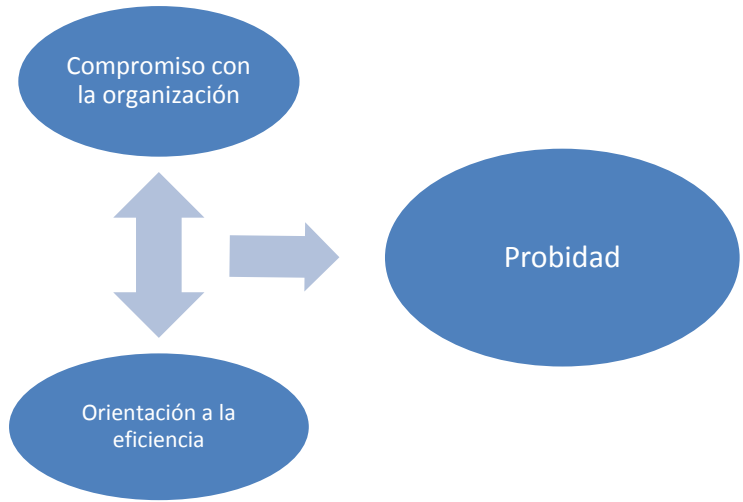 Compromiso con
la organización
Probidad
Orientación a la
eficiencia